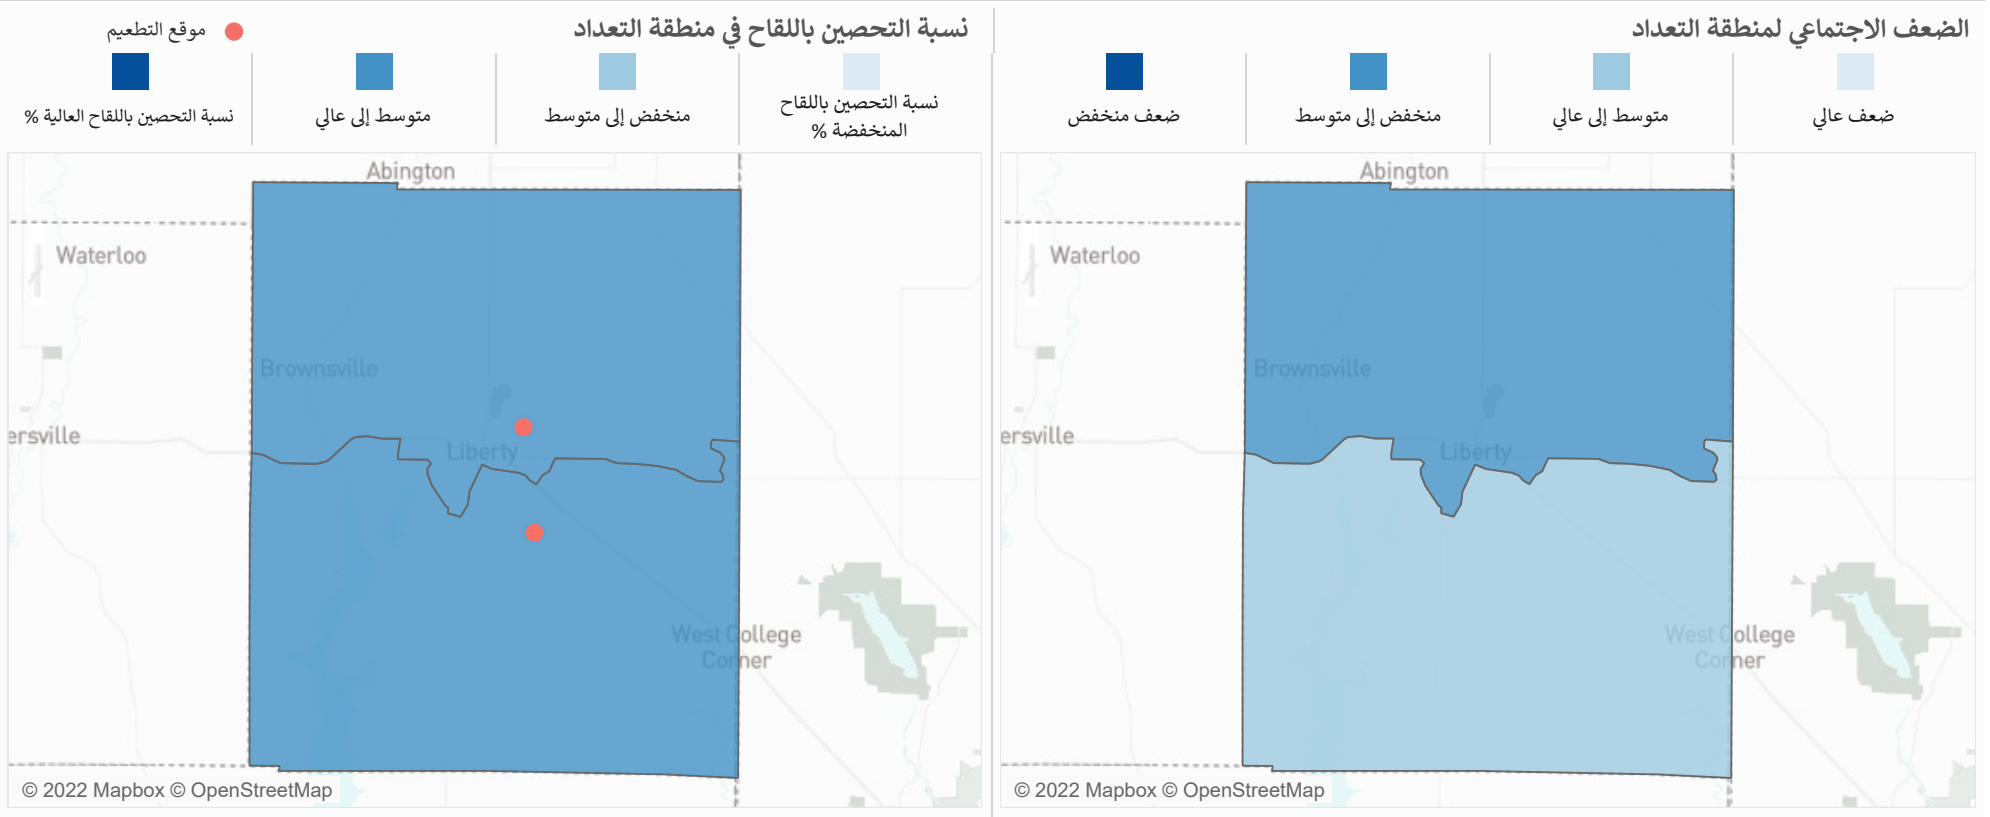 الضعف الاجتماعي لمنطقة التعداد
ضعف عالي
متوسط إلى عالي
منخفض إلى متوسط
ضعف منخفض
Abington
Waterloo
Brownsville
ersville
Liberty
West College
Corner
© 2022 Mapbox © OpenStreetMap
نسبة التحصين باللقاح في منطقة التعداد
موقع التطعيم
نسبة التحصين باللقاح
المنخفضة %
منخفض إلى متوسط
متوسط إلى عالي
نسبة التحصين باللقاح العالية %
Abington
Waterloo
Brownsville
ersville
Liberty
West College
Corner
© 2022 Mapbox © OpenStreetMap